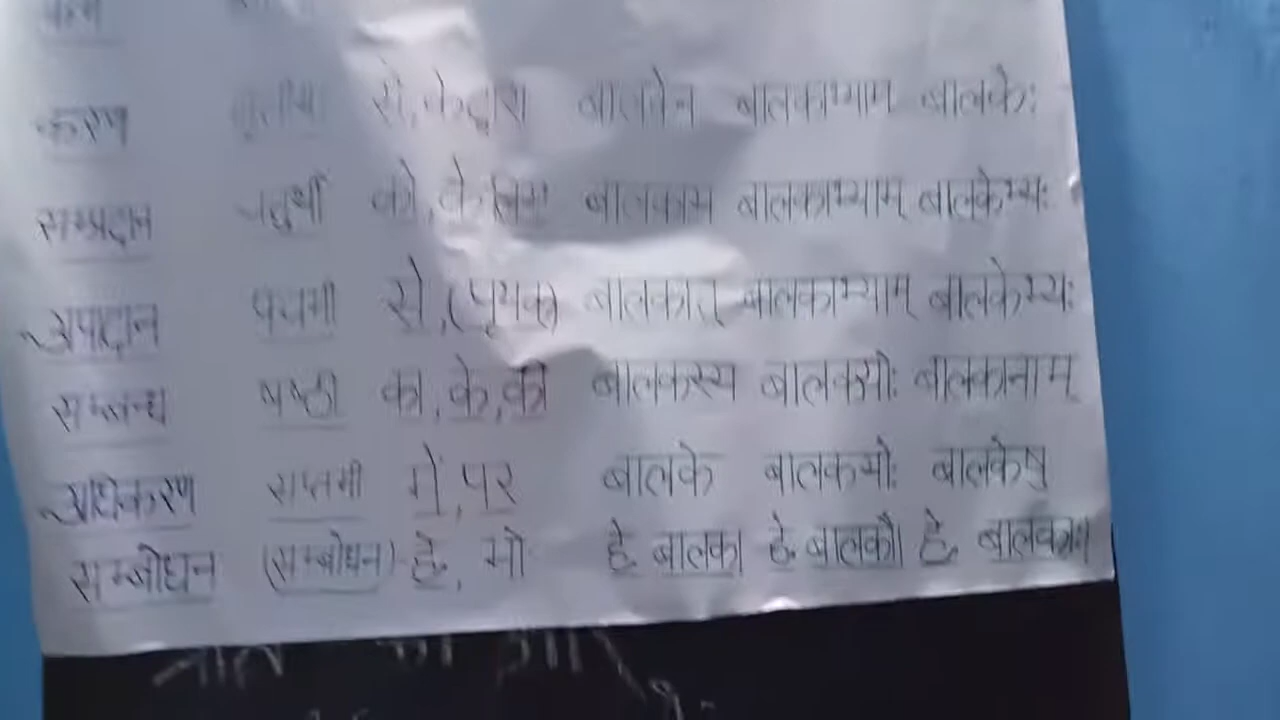 करण तृतीया से, के द्वारा बालकेन बालकाभ्याम बालकेः
सम्प्रदान चतुर्थी को, के लिए बालकाय बालकाभ्याम् बालकेभ्यः
अपादान पंचमी से, (पृथक) बालकात् बालकाभ्याम् बालकेभ्यः
सम्बन्ध षष्ठी का, के, की बालकस्य बालकयोः बालकानाम्
अधिकरण सप्तमी में, पर बालके बालकयोः बालकेषु
सम्बोधन (सम्बोधन) हे, भो हे बालक। हे बालकौ। हे